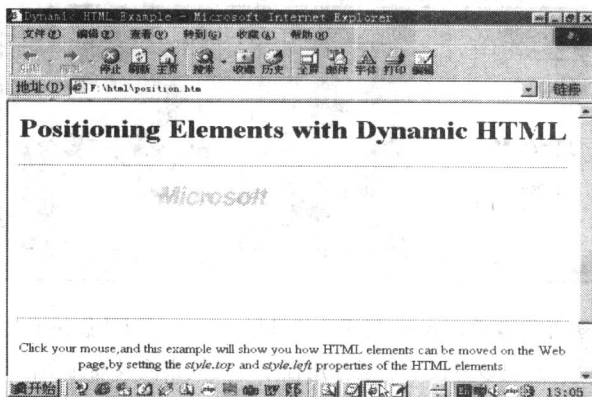 Dynamic HTML Example - Microsoft Internet Explorer
文件(F) 编辑(E) 查看(V) 转到(G) 收藏(A) 帮助(H)
停止 刷新 主页 搜索 收藏 历史 全屏 邮件 字体 打印 编辑
地址(D) F:\html\position.htm 链接
Positioning Elements with Dynamic HTML
Microsoft
Click your mouse,and this example will show you how HTML elements can be moved on the Web
page,by setting the style.top and style.left properties of the HTML elements.
开始 13:05